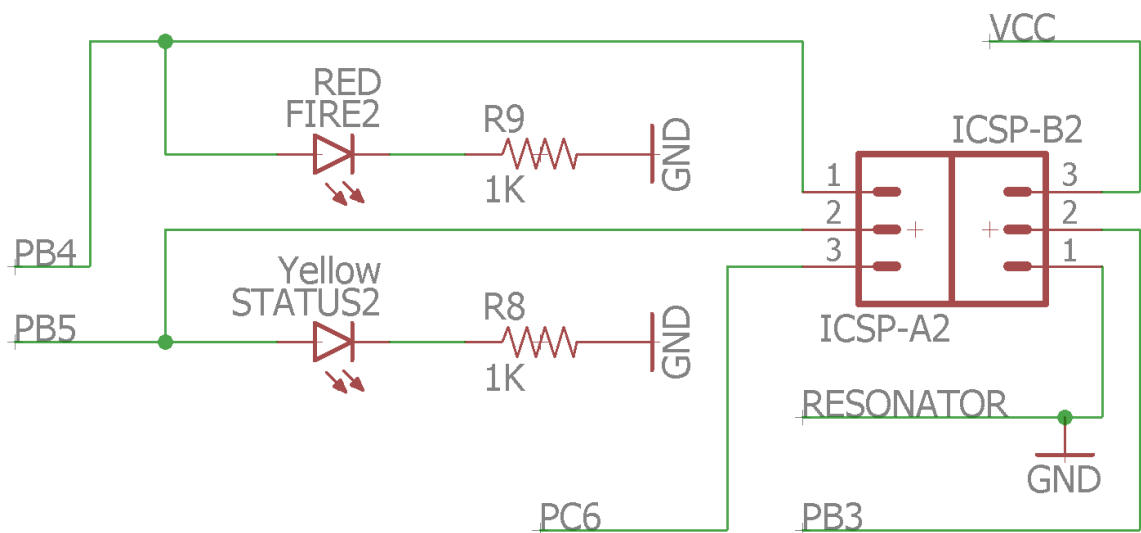 VCC
RED
FIRE2
R9
1K
GND
ICSP-B2
1
2
3
3
2
1
ICSP-A2
PB4
Yellow
STATUS2
PB5
R8
1K
GND
RESONATOR
GND
PC6
PB3